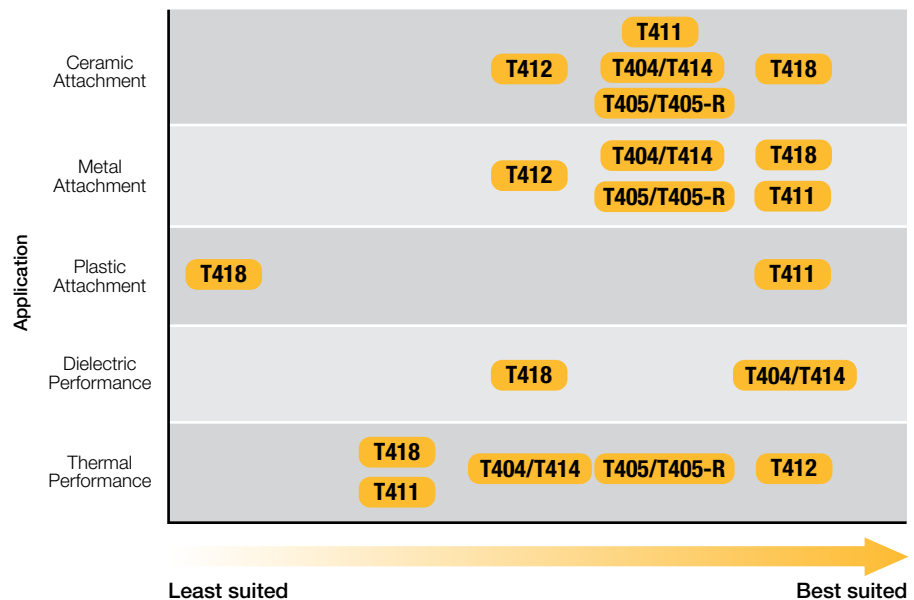 Application
Ceramic
Attachment
T411
T412
T404/T414
T418
T405/T405-R
Metal
Attachment
T412
T404/T414
T418
T405/T405-R
T411
Plastic
Attachment
T418
T411
Dielectric
Performance
T418
T404/T414
Thermal
Performance
T418
T411
T404/T414
T405/T405-R
T412
Least suited
Best suited